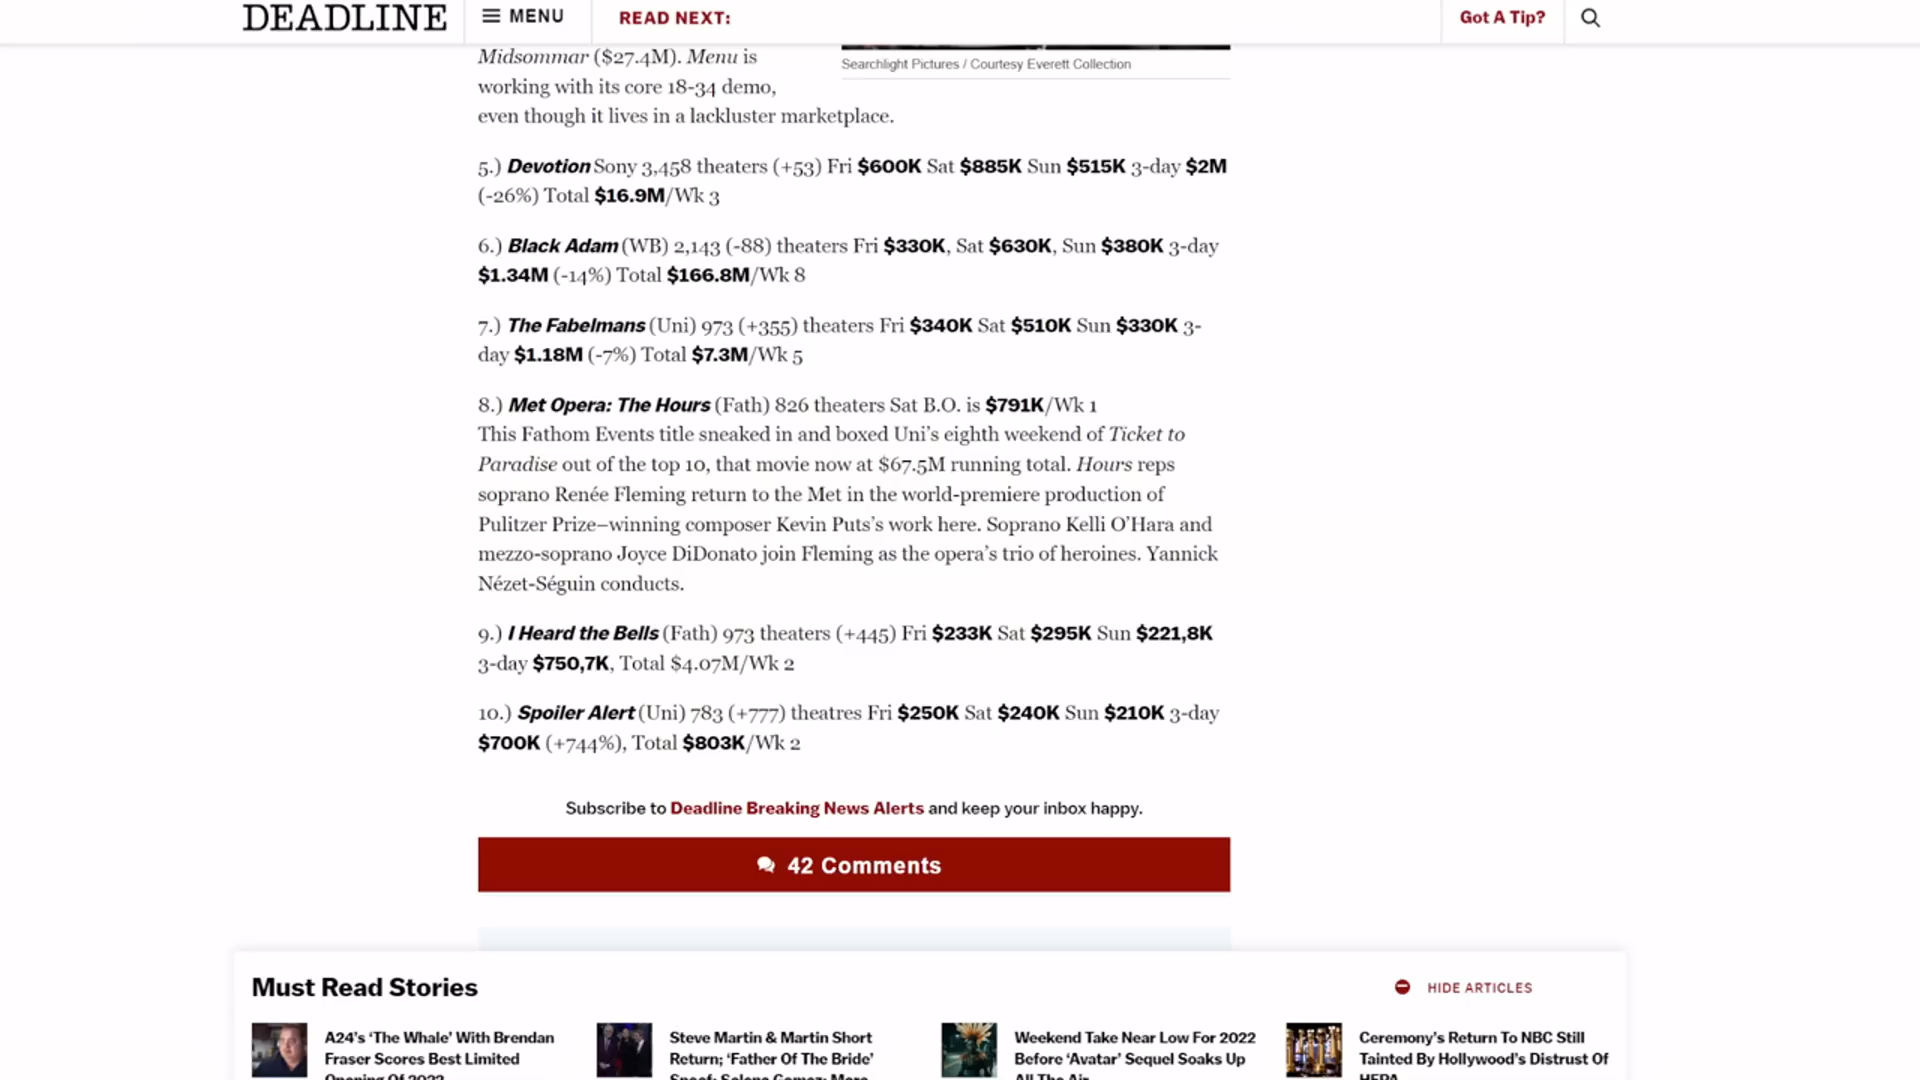 DEADLINE
MENU
READ NEXT:
Got A Tip?
Midsommar ($27.4M). Menu is
working with its core 18-34 demo,
even though it lives in a lackluster marketplace.
Searchlight Pictures / Courtesy Everett Collection
5.) Devotion Sony 3,458 theaters (+53) Fri $600K Sat $885K Sun $515K 3-day $2M
(-26%) Total $16.9M/Wk 3
6.) Black Adam (WB) 2,143 (-88) theaters Fri $330K, Sat $630K, Sun $380K 3-day
$1.34M (-14%) Total $166.8M/Wk 8
7.) The Fabelmans (Uni) 973 (+355) theaters Fri $340K Sat $510K Sun $330K 3-
day $1.18M (-7%) Total $7.3M/Wk 5
8.) Met Opera: The Hours (Fath) 826 theaters Sat B.O. is $791K/Wk 1
This Fathom Events title sneaked in and boxed Uni’s eighth weekend of Ticket to
Paradise out of the top 10, that movie now at $67.5M running total. Hours reps
soprano Renée Fleming return to the Met in the world-premiere production of
Pulitzer Prize–winning composer Kevin Puts’s work here. Soprano Kelli O’Hara and
mezzo-soprano Joyce DiDonato join Fleming as the opera’s trio of heroines. Yannick
Nézet-Séguin conducts.
9.) I Heard the Bells (Fath) 973 theaters (+445) Fri $233K Sat $295K Sun $221,8K
3-day $750,7K, Total $4.07M/Wk 2
10.) Spoiler Alert (Uni) 783 (+777) theatres Fri $250K Sat $240K Sun $210K 3-day
$700K (+744%), Total $803K/Wk 2
Subscribe to Deadline Breaking News Alerts and keep your inbox happy.
42 Comments
Must Read Stories
HIDE ARTICLES
A24’s ‘The Whale’ With Brendan
Fraser Scores Best Limited
Opening Of 2022
Steve Martin & Martin Short
Return; ‘Father Of The Bride’
Spoof; Selena Gomez; More
Weekend Take Near Low For 2022
Before ‘Avatar’ Sequel Soaks Up
All The Air
Ceremony’s Return To NBC Still
Tainted By Hollywood’s Distrust Of
HFPA